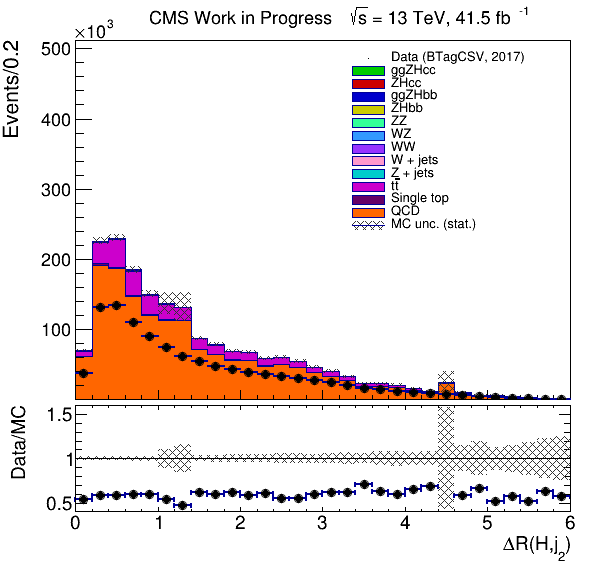 CMS Work in Progress √s = 13 TeV, 41.5 fb⁻¹
×10³
Events/0.2
500
400
300
200
100
Data (BTagCSV, 2017)
ggZHcc
ZHcc
ggZHbb
ZHbb
ZZ
WZ
WW
W + jets
Z + jets
tt̅
Single top
QCD
MC unc. (stat.)
Data/MC
1.5
1
0.5
0 1 2 3 4 5 6
ΔR(H,j₂)